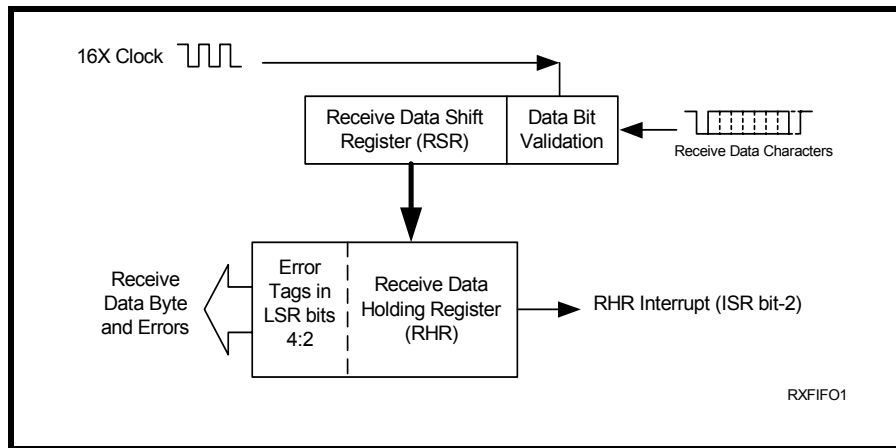 16X Clock
Receive Data Shift
Register (RSR)
Data Bit
Validation
Receive Data Characters
Receive
Data Byte
and Errors
Error
Tags in
LSR bits
4:2
Receive Data
Holding Register
(RHR)
RHR Interrupt (ISR bit-2)
RXFIFO1